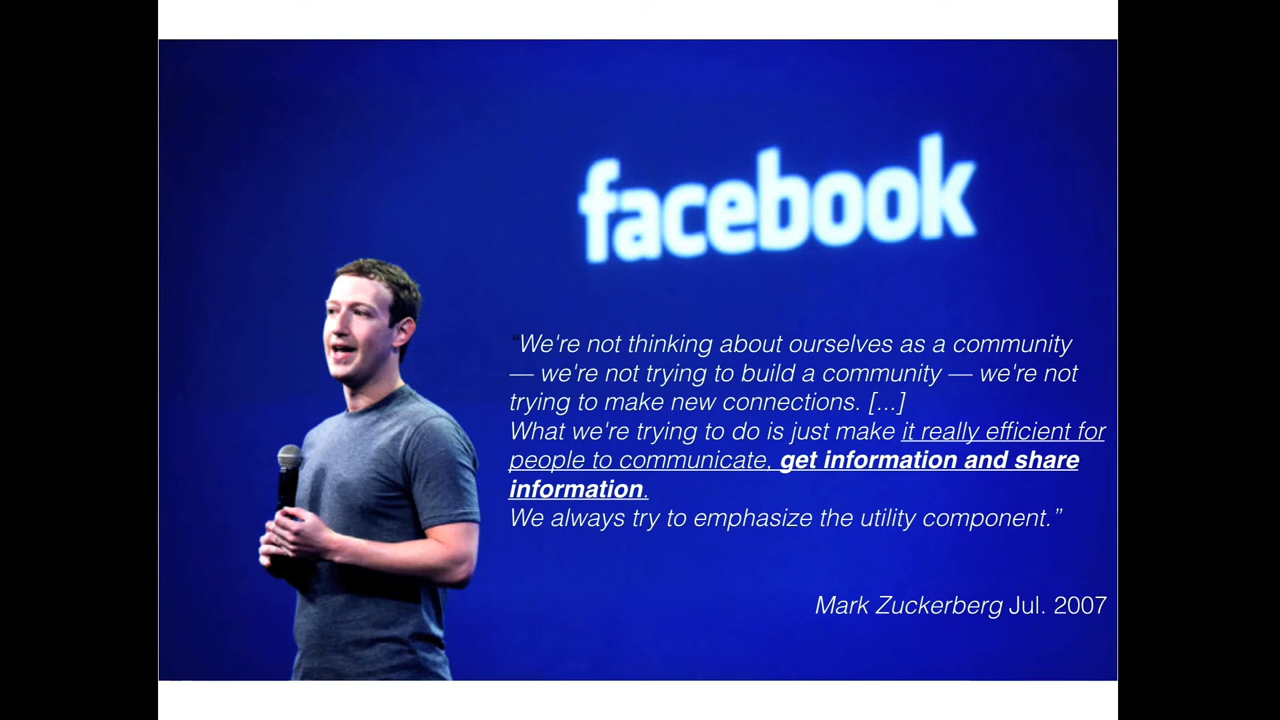 facebook
“We're not thinking about ourselves as a community
— we're not trying to build a community — we're not
trying to make new connections. [...]
What we're trying to do is just make it really efficient for
people to communicate, get information and share
information.
We always try to emphasize the utility component.”
Mark Zuckerberg Jul. 2007